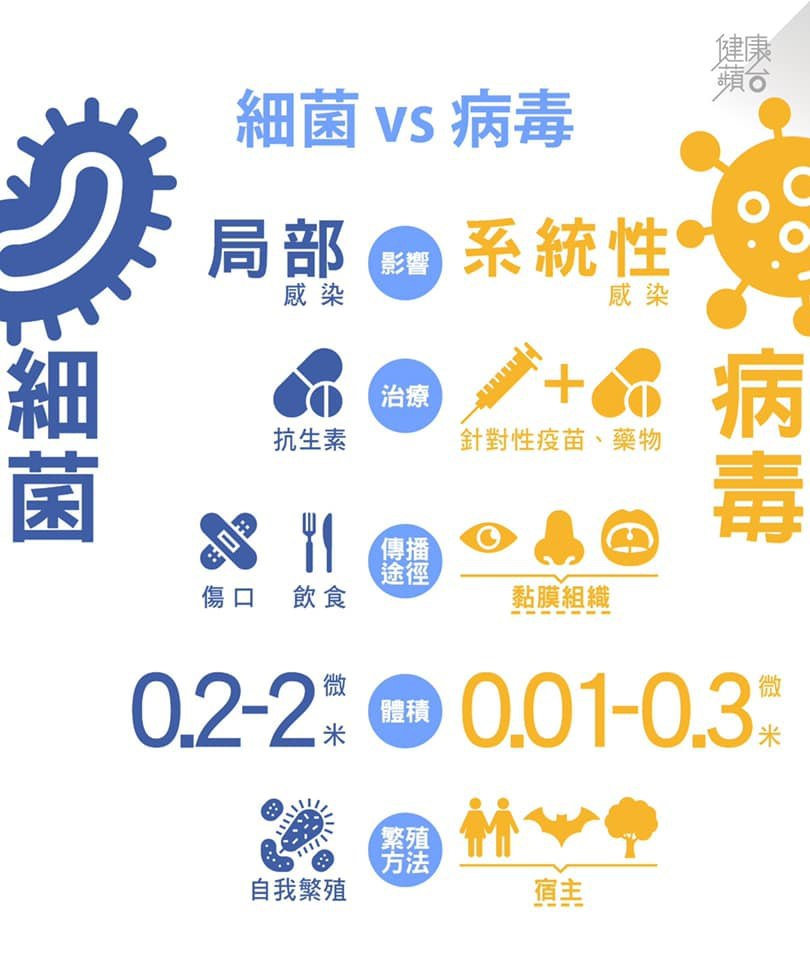 健康
蘋台
細菌 vs 病毒
細菌
病毒
局部
感染
影響
系統性
感染
抗生素
治療
針對性疫苗、藥物
傷口
飲食
傳播
途徑
黏膜組織
0.2-2 微米
體積
0.01-0.3 微米
自我繁殖
繁殖
方法
宿主